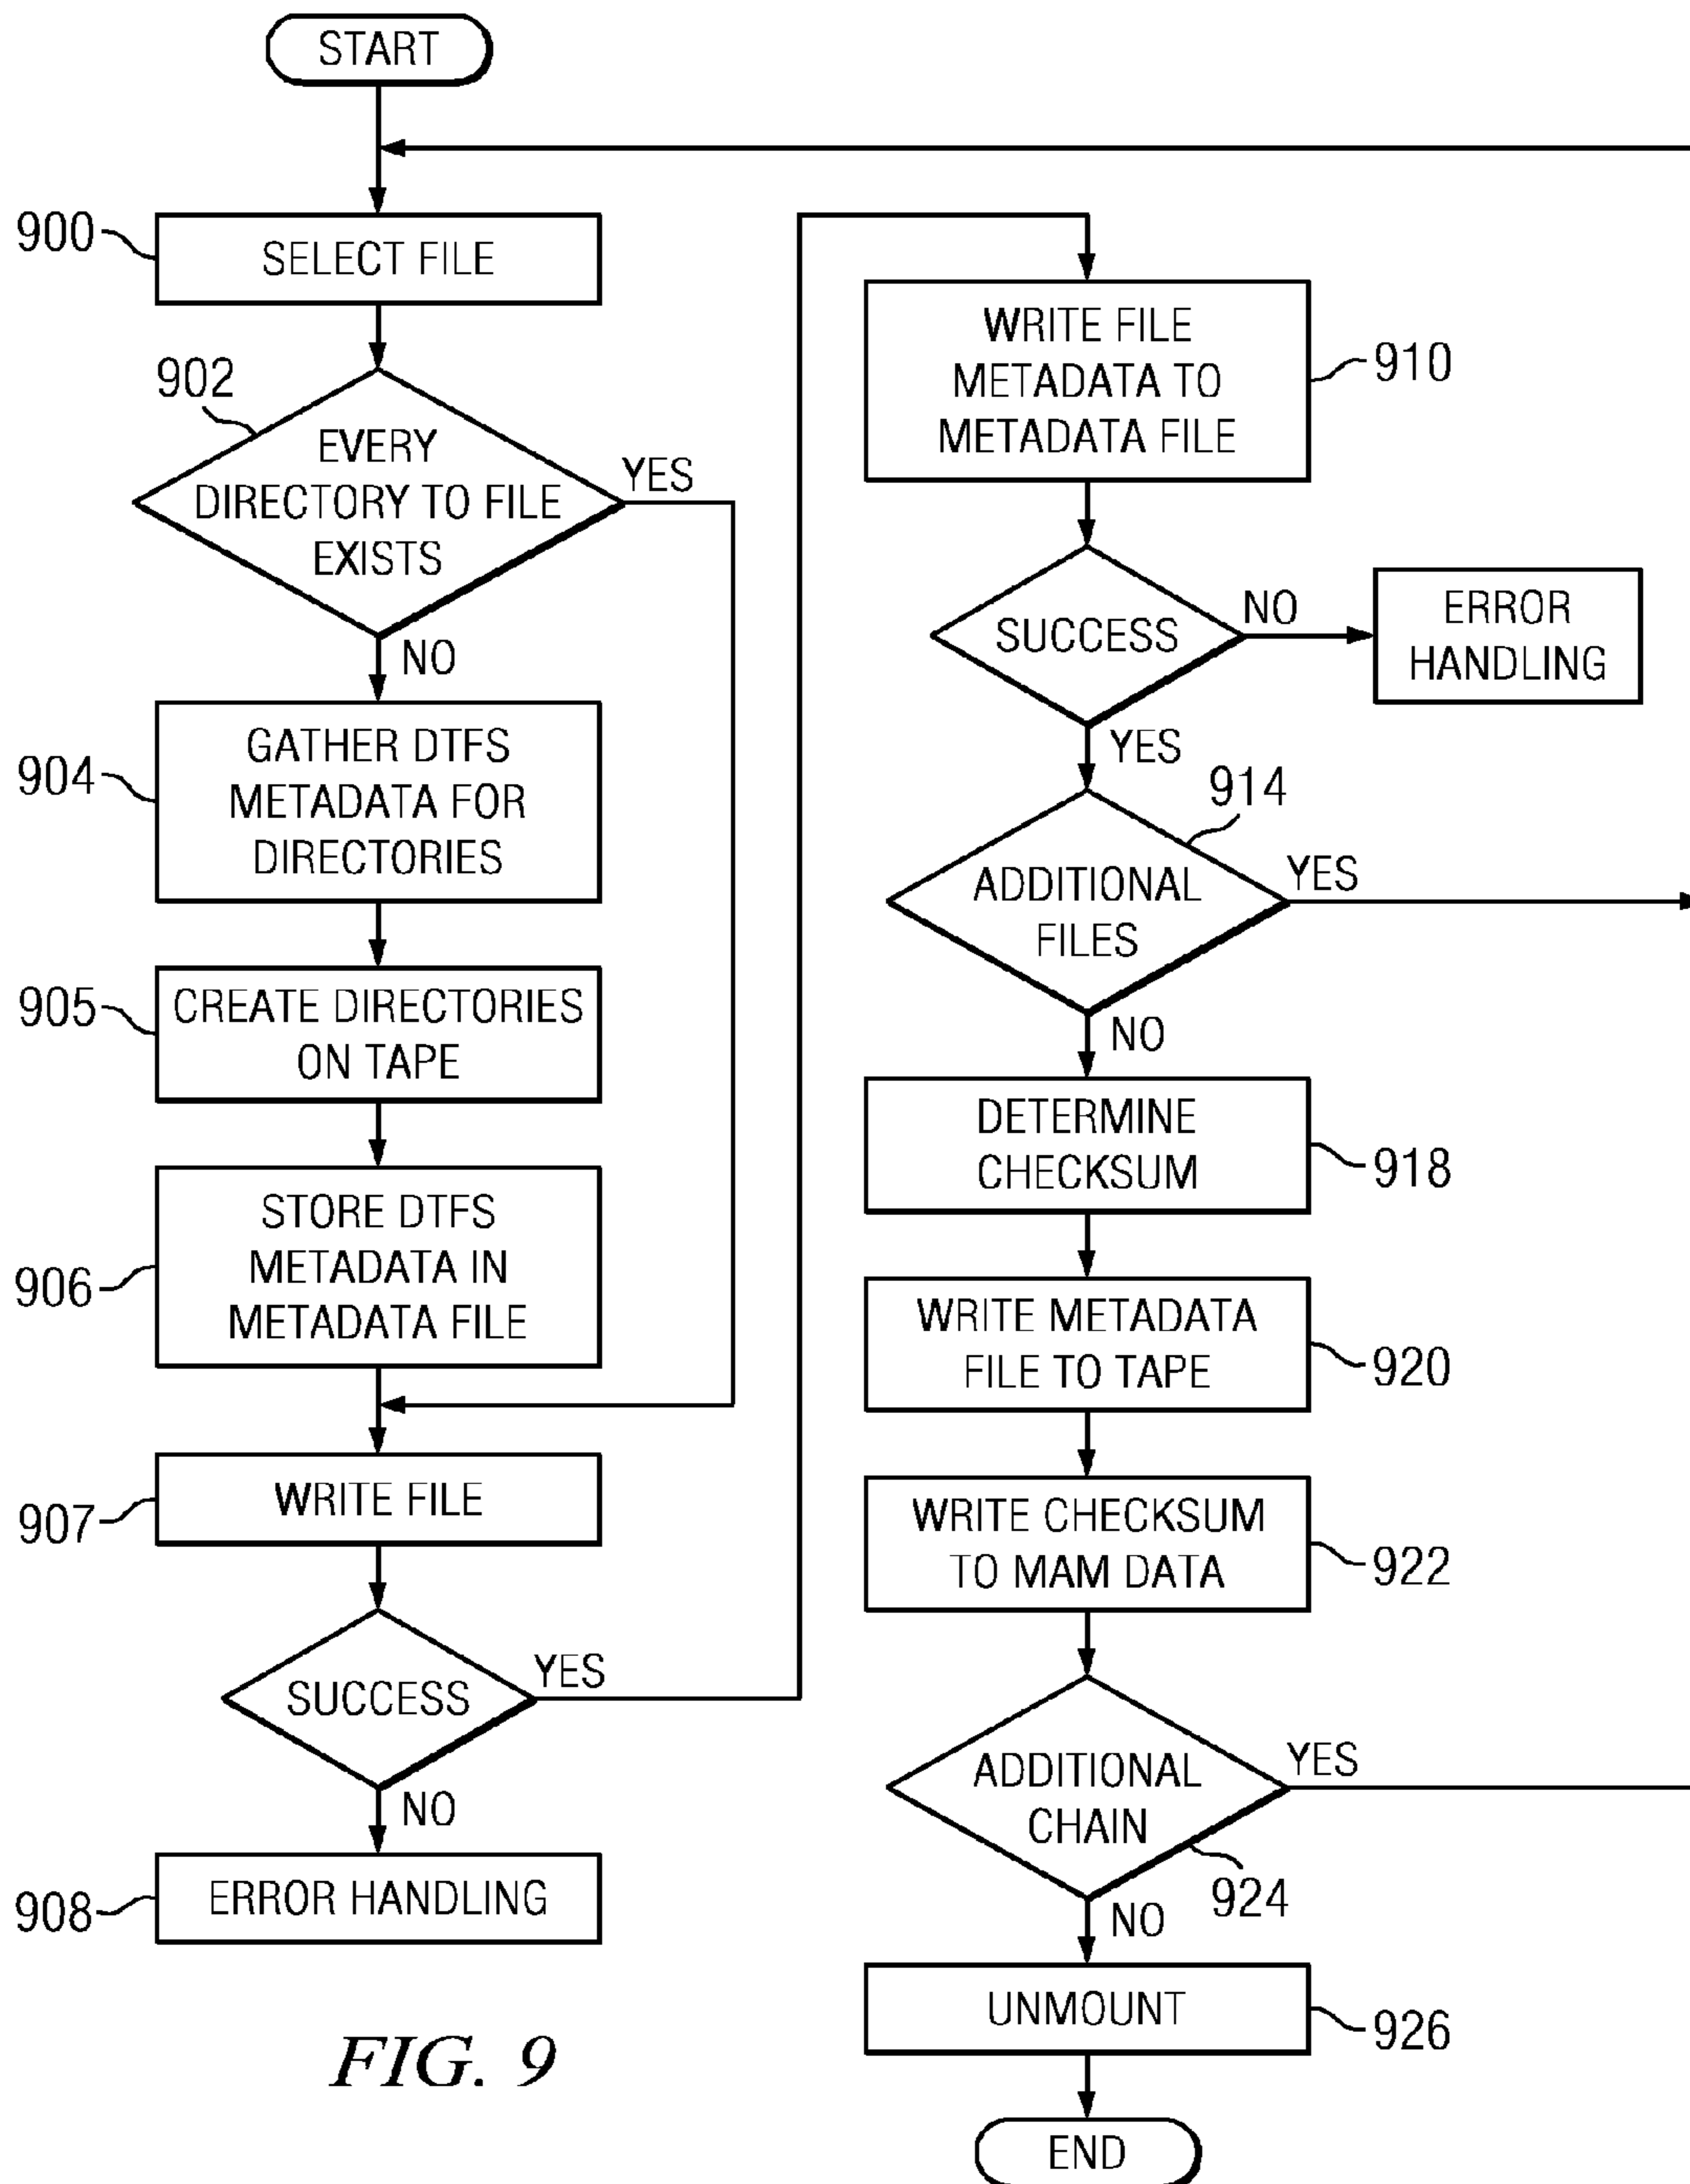 START
900
SELECT FILE
902
EVERY
DIRECTORY TO FILE
EXISTS
YES
NO
904
GATHER DTFS
METADATA FOR
DIRECTORIES
905
CREATE DIRECTORIES
ON TAPE
906
STORE DTFS
METADATA IN
METADATA FILE
907
WRITE FILE
SUCCESS
YES
NO
908
ERROR HANDLING
WRITE FILE
METADATA TO
METADATA FILE
910
SUCCESS
NO
ERROR
HANDLING
YES
914
ADDITIONAL
FILES
YES
NO
DETERMINE
CHECKSUM
918
WRITE METADATA
FILE TO TAPE
920
WRITE CHECKSUM
TO MAM DATA
922
ADDITIONAL
CHAIN
YES
924
NO
UNMOUNT
926
END
FIG. 9